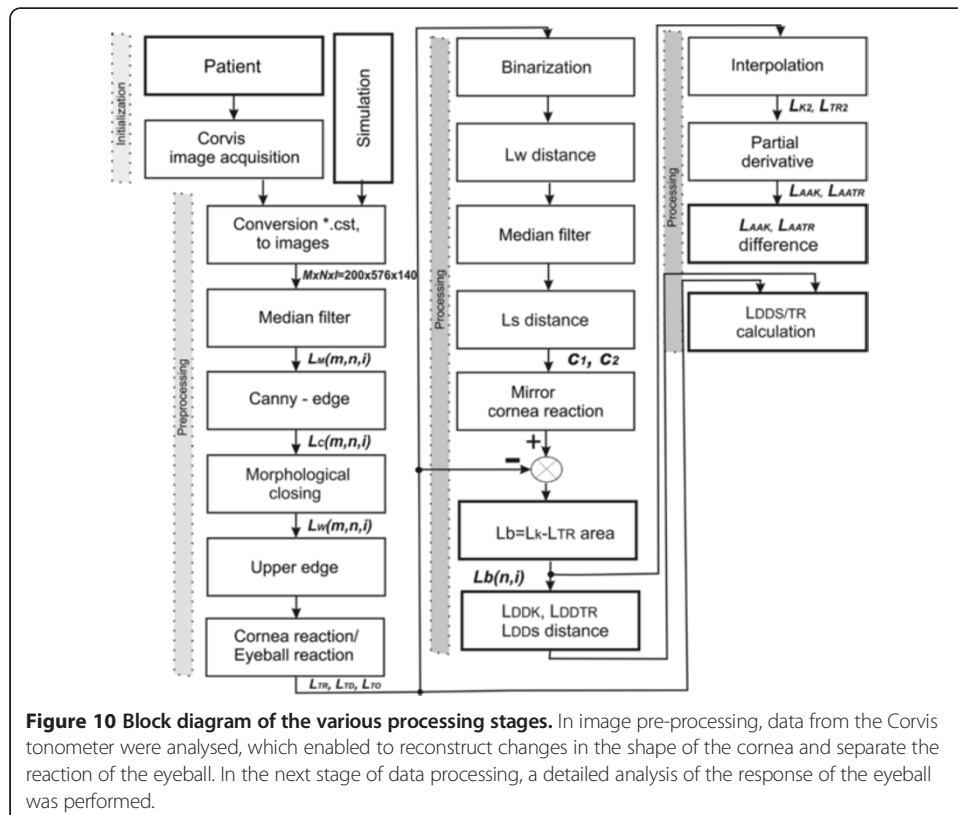 Initialization
Patient
Simulation
Corvis
image acquisition
Preprocessing
Conversion *.cst,
to images
MxNxI=200x576x140
Median filter
LM(m,n,i)
Canny - edge
LC(m,n,i)
Morphological
closing
LW(m,n,i)
Upper edge
Cornea reaction/
Eyeball reaction
LTR, LTD, LTO
Processing
Binarization
Lw distance
Median filter
Ls distance
C1, C2
Mirror
cornea reaction
+
-
Lb=Lk-LTR area
Lb(n,i)
LDDK, LDDTR
LDDs distance
Processing
Interpolation
LK2, LTR2
Partial
derivative
LAAK, LAATR
LAAK, LAATR
difference
LDDS/TR
calculation
Figure 10 Block diagram of the various processing stages. In image pre-processing, data from the Corvis
tonometer were analysed, which enabled to reconstruct changes in the shape of the cornea and separate the
reaction of the eyeball. In the next stage of data processing, a detailed analysis of the response of the eyeball
was performed.